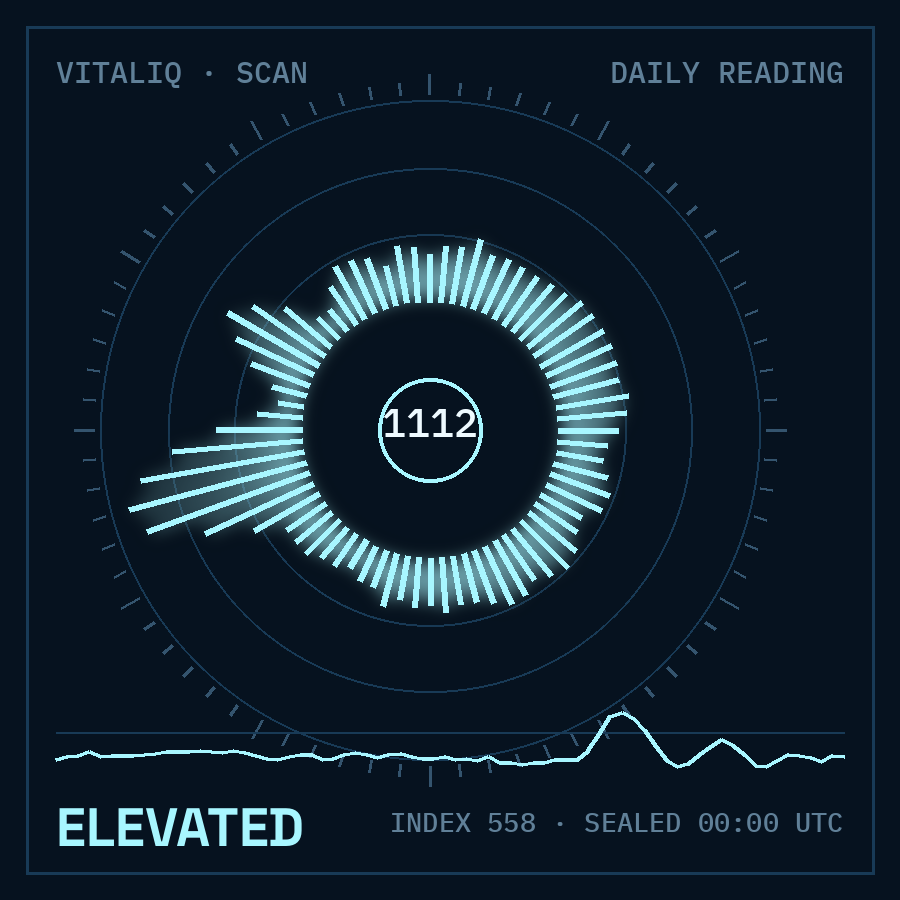 VITALIQ · SCAN
DAILY READING
1112
ELEVATED
INDEX 558 · SEALED 00:00 UTC